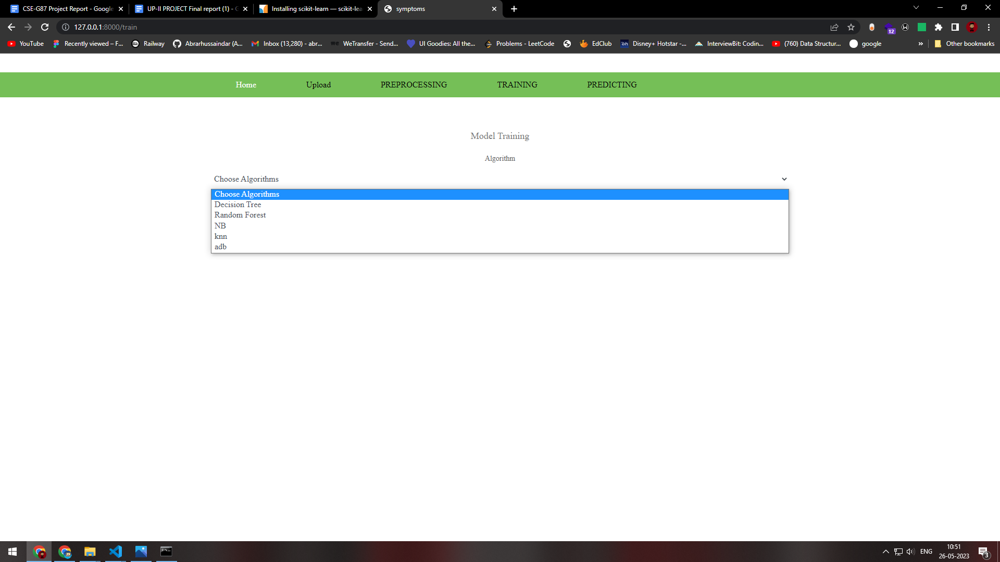 CSE-G87 Project Report - Google
UP-II PROJECT Final report (1) - G
Installing scikit-learn — scikit-lea
symptoms
127.0.0.1:8000/train
12
YouTube
Recently viewed – F...
Railway
Abrarhussaindar (A...
Inbox (13,280) - abr...
WeTransfer - Send...
UI Goodies: All the...
Problems - LeetCode
EdClub
Disney+ Hotstar -...
InterviewBit: Codin...
(760) Data Structur...
google
»
Other bookmarks
Home
Upload
PREPROCESSING
TRAINING
PREDICTING
Model Training
Algorithm
Choose Algorithms
Choose Algorithms
Decision Tree
Random Forest
NB
knn
adb
ENG
10:51
26-05-2023
3